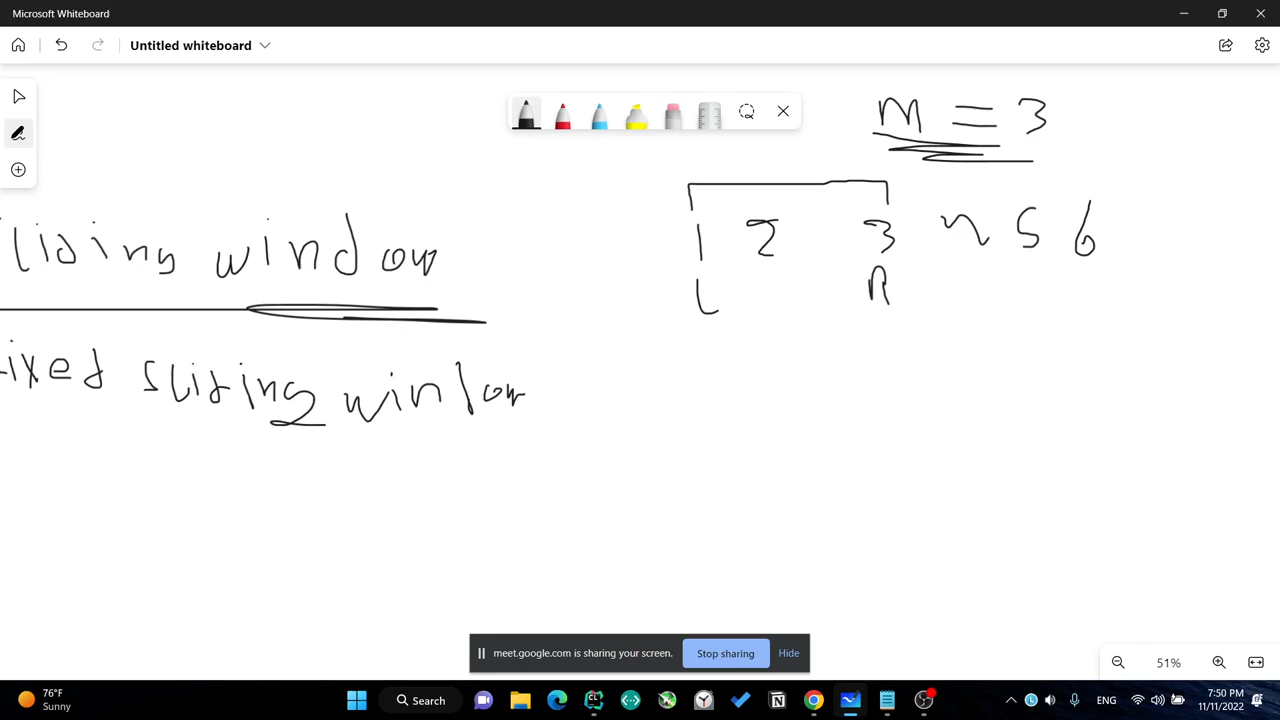 Microsoft Whiteboard
Untitled whiteboard
M = 3
1 2 3 4 5 6
L R
liding window
ixed sliding window
meet.google.com is sharing your screen.
Stop sharing
Hide
51%
76°F
Sunny
Search
ENG
7:50 PM
11/11/2022